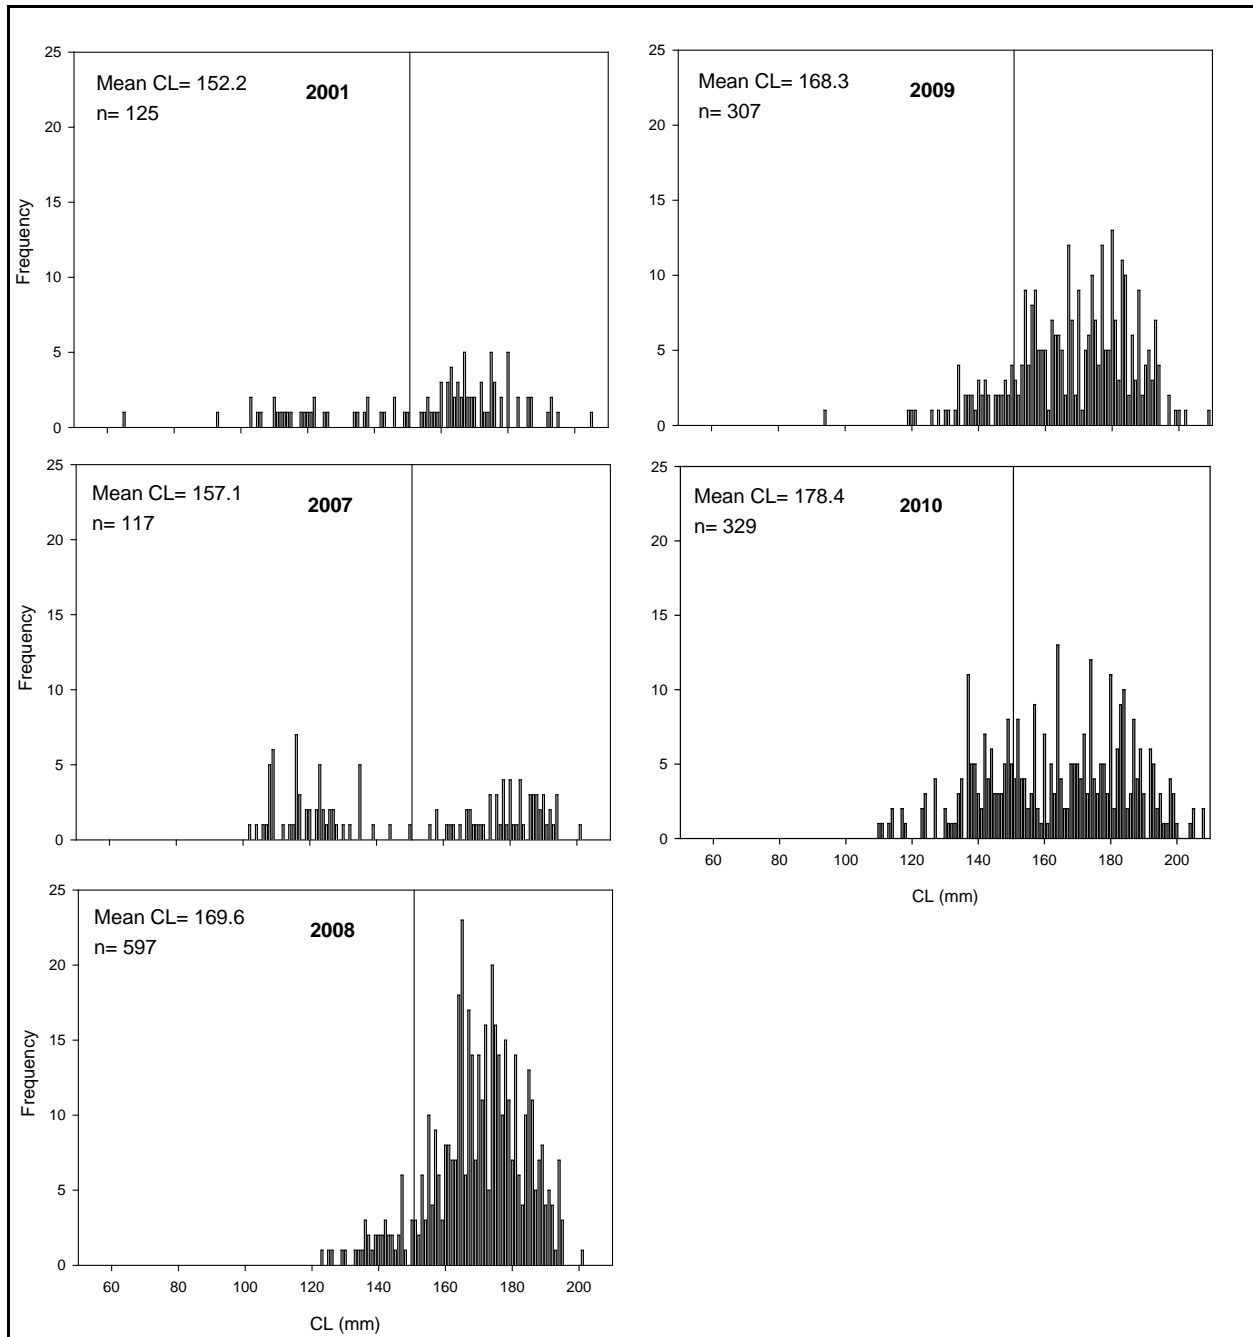 25
20
15
10
5
0
Frequency
Mean CL= 152.2
n= 125
2001
25
20
15
10
5
0
Mean CL= 168.3
n= 307
2009
25
20
15
10
5
0
Frequency
Mean CL= 157.1
n= 117
2007
25
20
15
10
5
0
Mean CL= 178.4
n= 329
2010
60 80 100 120 140 160 180 200
CL (mm)
25
20
15
10
5
0
Frequency
Mean CL= 169.6
n= 597
2008
60 80 100 120 140 160 180 200
CL (mm)